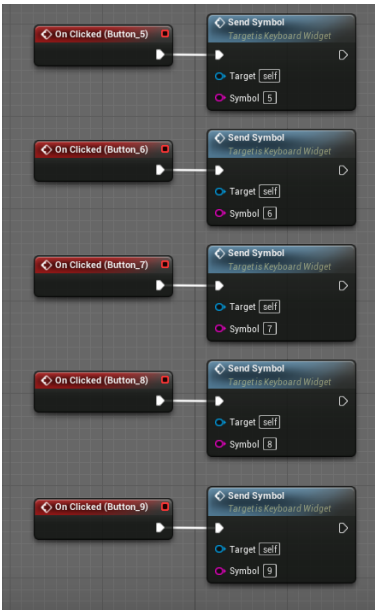 On Clicked (Button_5)
Send Symbol
Target is Keyboard Widget
Target self
Symbol 5
On Clicked (Button_6)
Send Symbol
Target is Keyboard Widget
Target self
Symbol 6
On Clicked (Button_7)
Send Symbol
Target is Keyboard Widget
Target self
Symbol 7
On Clicked (Button_8)
Send Symbol
Target is Keyboard Widget
Target self
Symbol 8
On Clicked (Button_9)
Send Symbol
Target is Keyboard Widget
Target self
Symbol 9